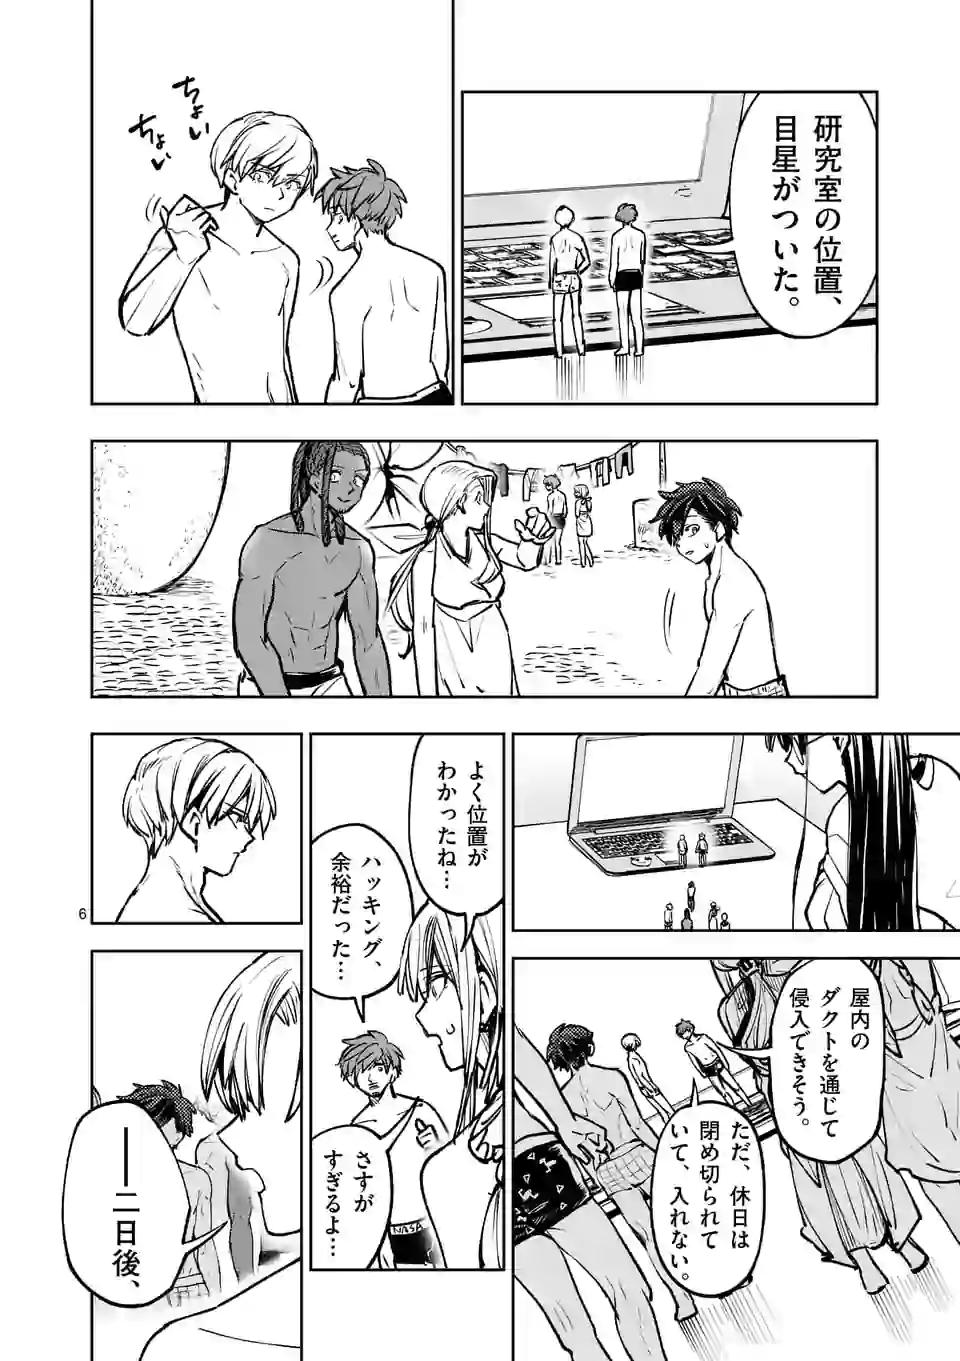 研究室の位置、
目星がついた。
ちょい
ちょい
屋内の
ダクトを通じて
侵入できそう。
ただ、休日は
閉め切られて
いて、入れない。
よく位置が
わかったね…
ハッキング、
余裕だった…
さすが
すぎるよ…
NASA
――二日後、
6